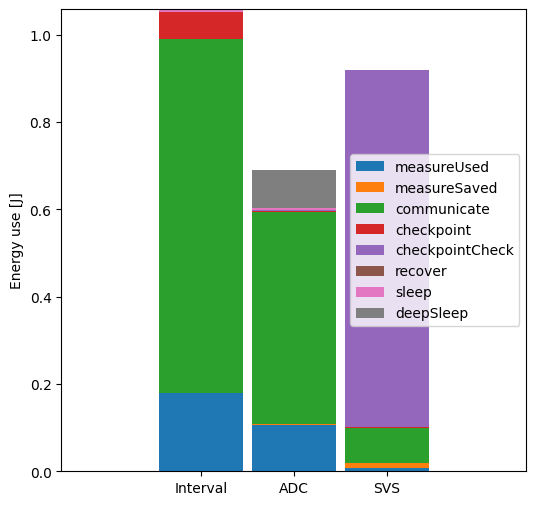 Energy use [J]
1.0
0.8
0.6
0.4
0.2
0.0
measureUsed
measureSaved
communicate
checkpoint
checkpointCheck
recover
sleep
deepSleep
Interval ADC SVS